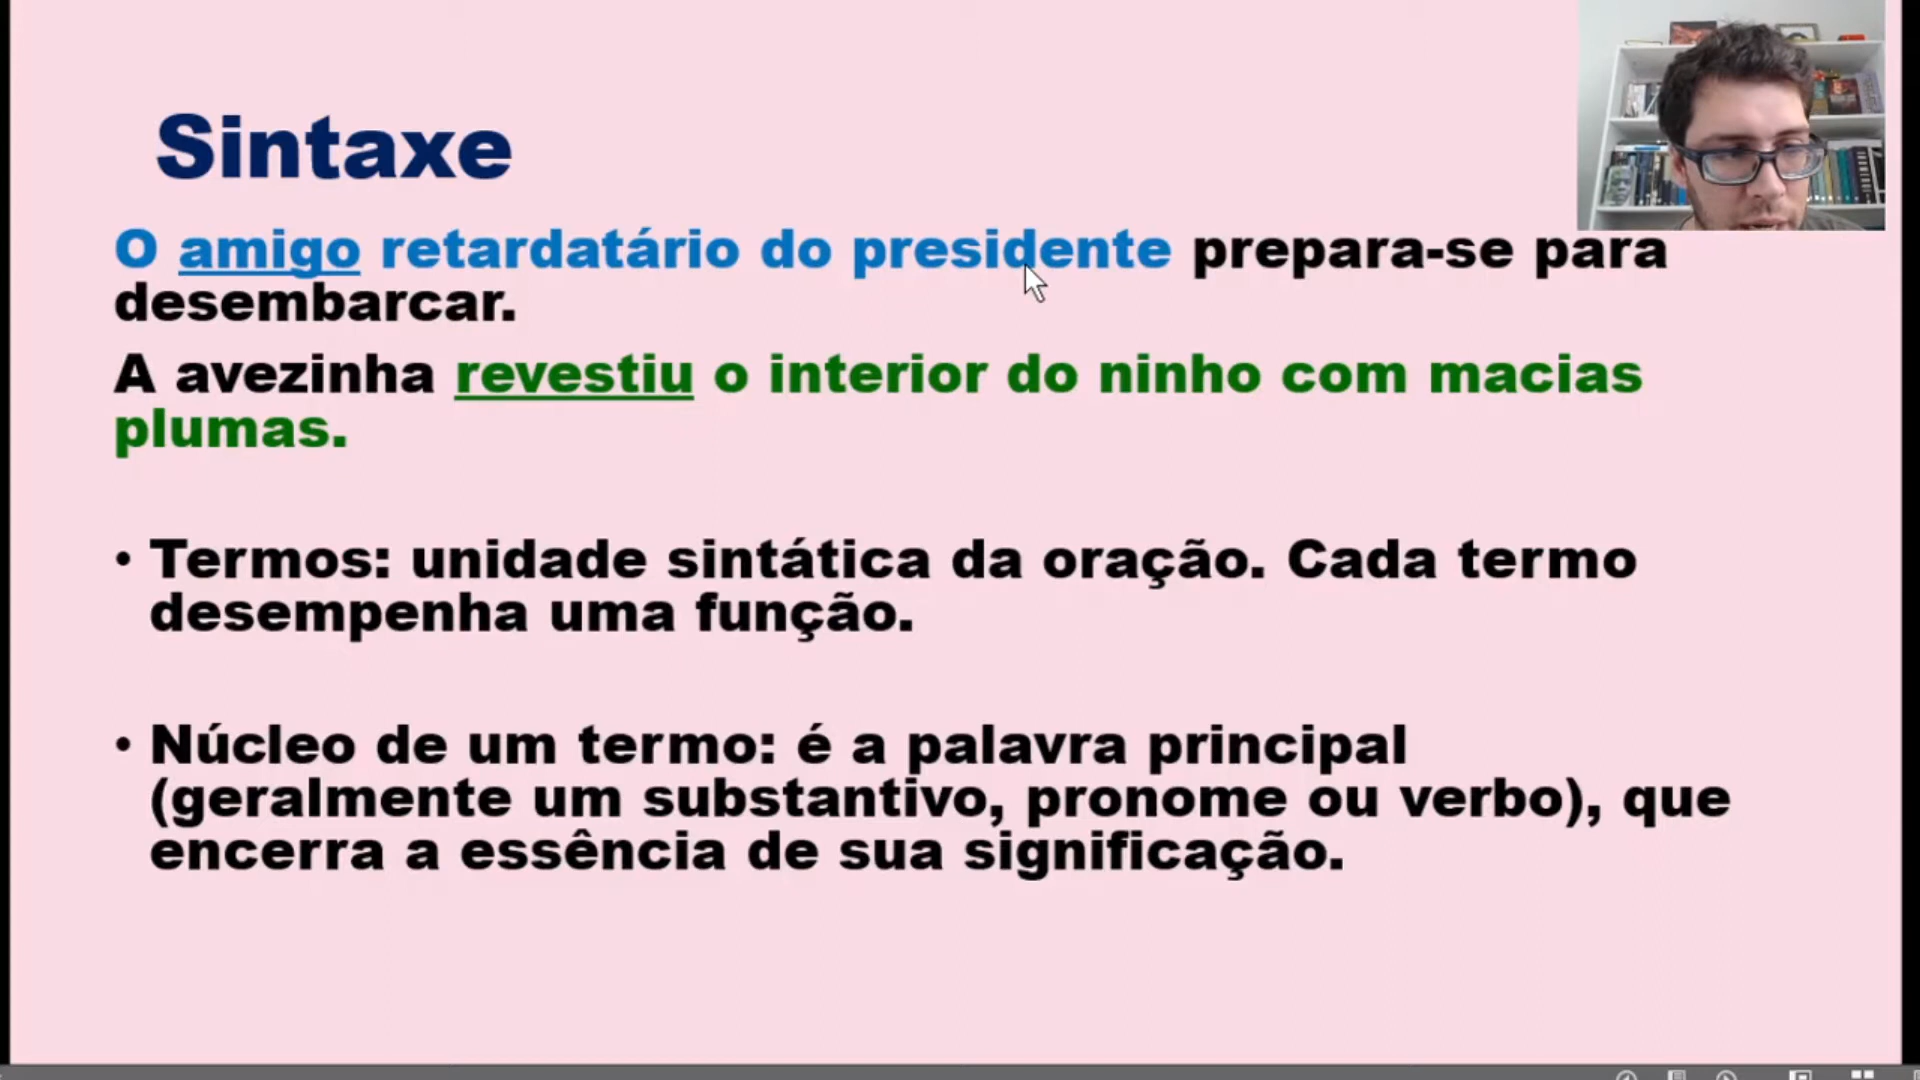 Sintaxe
O amigo retardatário do presidente prepara-se para
desembarcar.
A avezinha revestiu o interior do ninho com macias
plumas.
• Termos: unidade sintática da oração. Cada termo
desempenha uma função.
• Núcleo de um termo: é a palavra principal
(geralmente um substantivo, pronome ou verbo), que
encerra a essência de sua significação.